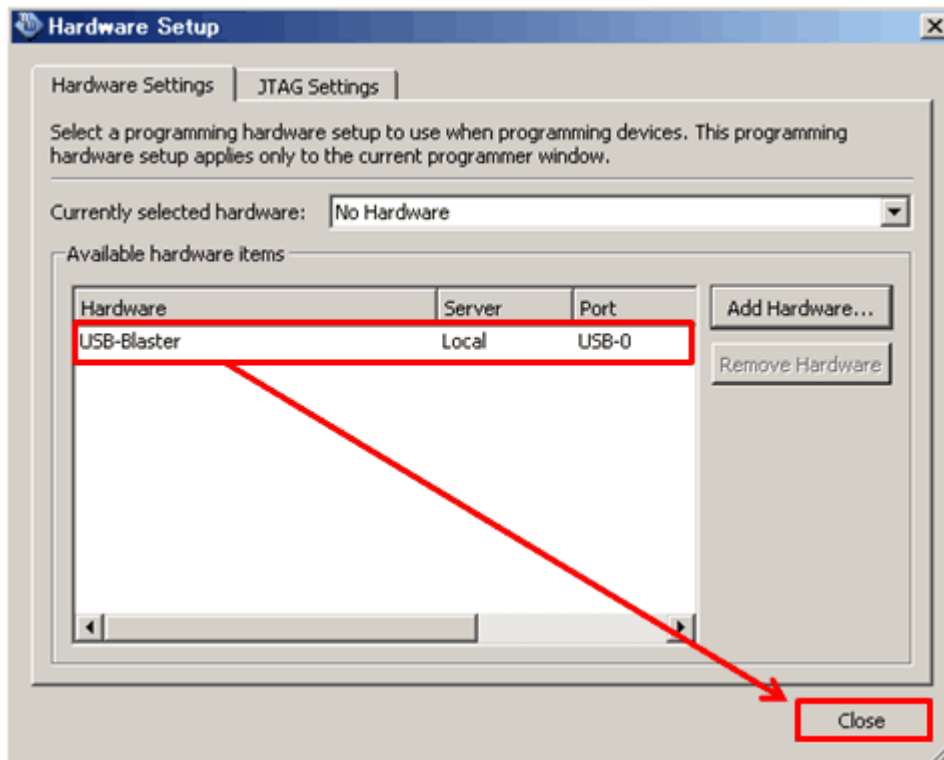 Hardware Setup
Hardware Settings JTAG Settings
Select a programming hardware setup to use when programming devices. This programming
hardware setup applies only to the current programmer window.
Currently selected hardware: No Hardware
Available hardware items
Hardware Server Port Add Hardware...
USB-Blaster Local USB-0
Remove Hardware
Close